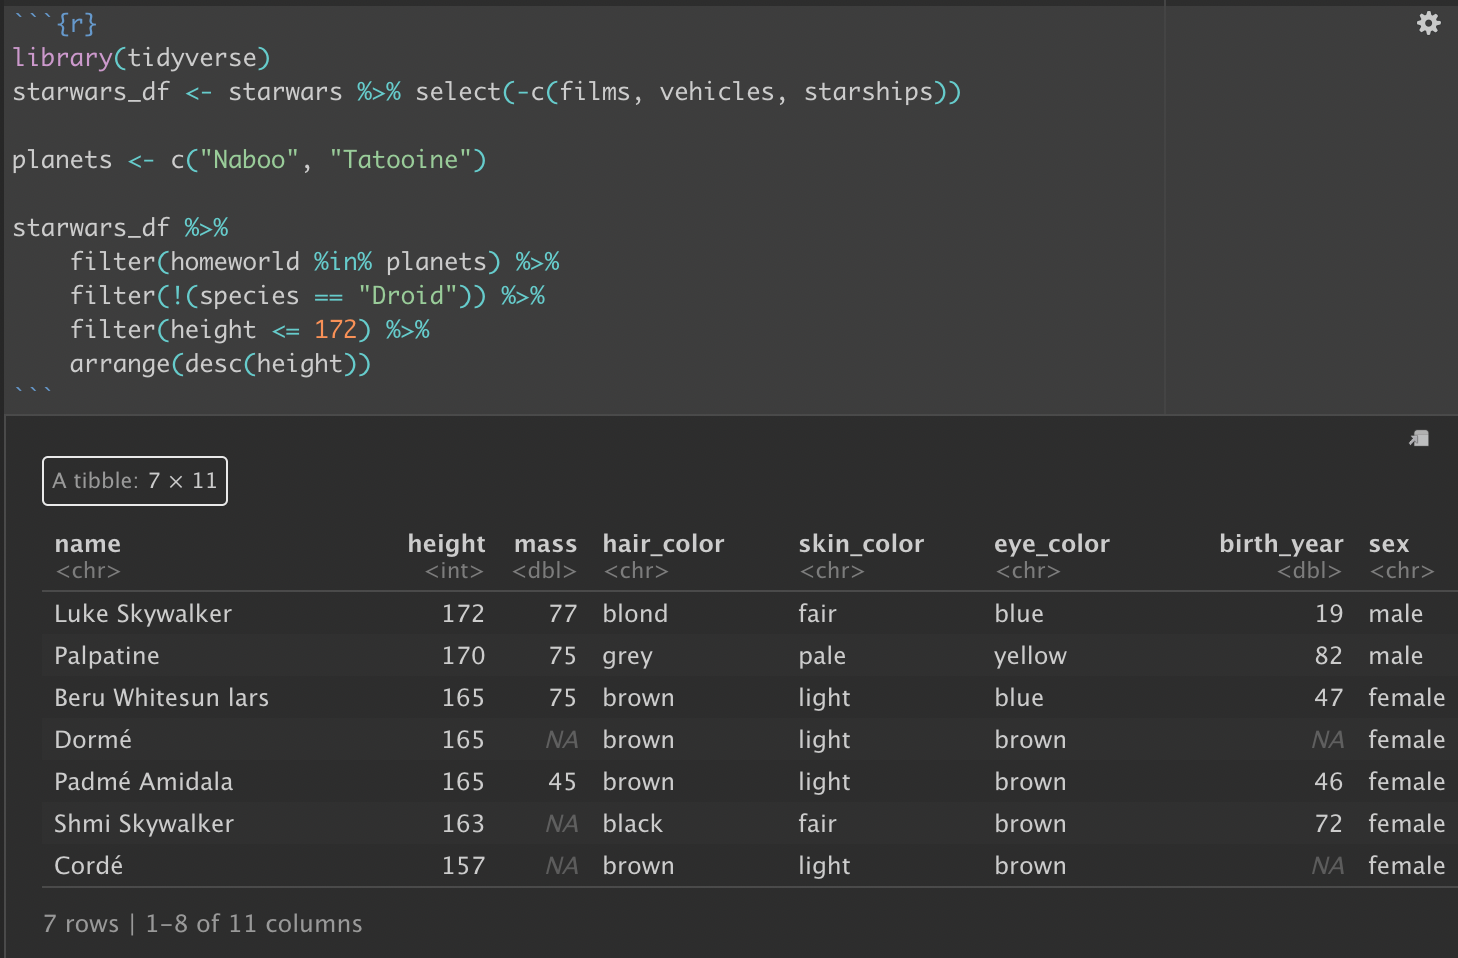 ```{r}
library(tidyverse)
starwars_df <- starwars %>% select(-c(films, vehicles, starships))
planets <- c("Naboo", "Tatooine")
starwars_df %>%
    filter(homeworld %in% planets) %>%
    filter(!(species == "Droid")) %>%
    filter(height <= 172) %>%
    arrange(desc(height))
```
A tibble: 7 × 11
name height mass hair_color skin_color eye_color birth_year sex
<chr> <int> <dbl> <chr> <chr> <chr> <dbl> <chr>
Luke Skywalker 172 77 blond fair blue 19 male
Palpatine 170 75 grey pale yellow 82 male
Beru Whitesun lars 165 75 brown light blue 47 female
Dormé 165 NA brown light brown NA female
Padmé Amidala 165 45 brown light brown 46 female
Shmi Skywalker 163 NA black fair brown 72 female
Cordé 157 NA brown light brown NA female
7 rows | 1-8 of 11 columns